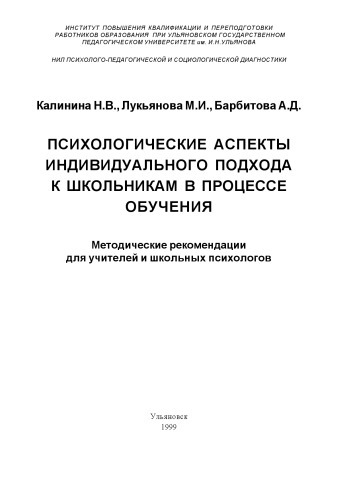 ИНСТИТУТ ПОВЫШЕНИЯ КВАЛИФИКАЦИИ И ПЕРЕПОДГОТОВКИ
РАБОТНИКОВ ОБРАЗОВАНИЯ ПРИ УЛЬЯНОВСКОМ ГОСУДАРСТВЕННОМ
ПЕДАГОГИЧЕСКОМ УНИВЕРСИТЕТЕ им. И.Н.УЛЬЯНОВА
НИЛ ПСИХОЛОГО-ПЕДАГОГИЧЕСКОЙ И СОЦИОЛОГИЧЕСКОЙ ДИАГНОСТИКИ
Калинина Н.В., Лукьянова М.И., Барбитова А.Д.
ПСИХОЛОГИЧЕСКИЕ АСПЕКТЫ
ИНДИВИДУАЛЬНОГО ПОДХОДА
К ШКОЛЬНИКАМ В ПРОЦЕССЕ
ОБУЧЕНИЯ
Методические рекомендации
для учителей и школьных психологов
Ульяновск
1999